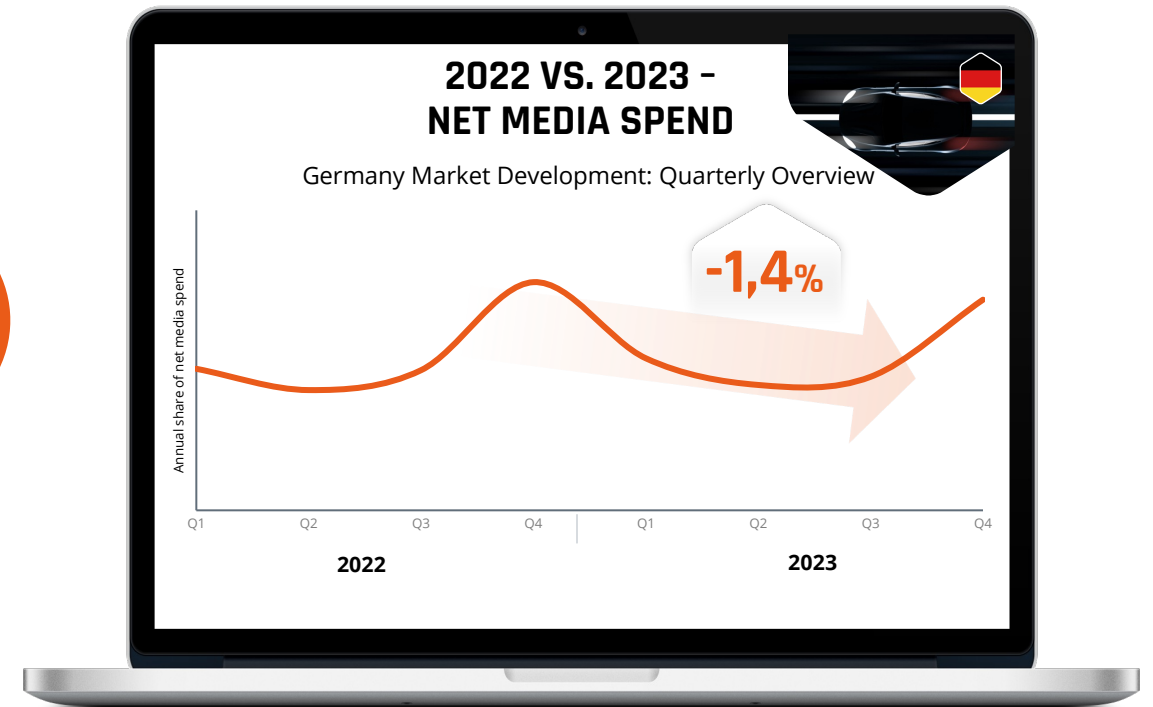 2022 VS. 2023 –
NET MEDIA SPEND
Germany Market Development: Quarterly Overview
-1,4%
Annual share of net media spend
Q1 Q2 Q3 Q4 Q1 Q2 Q3 Q4
2022 2023